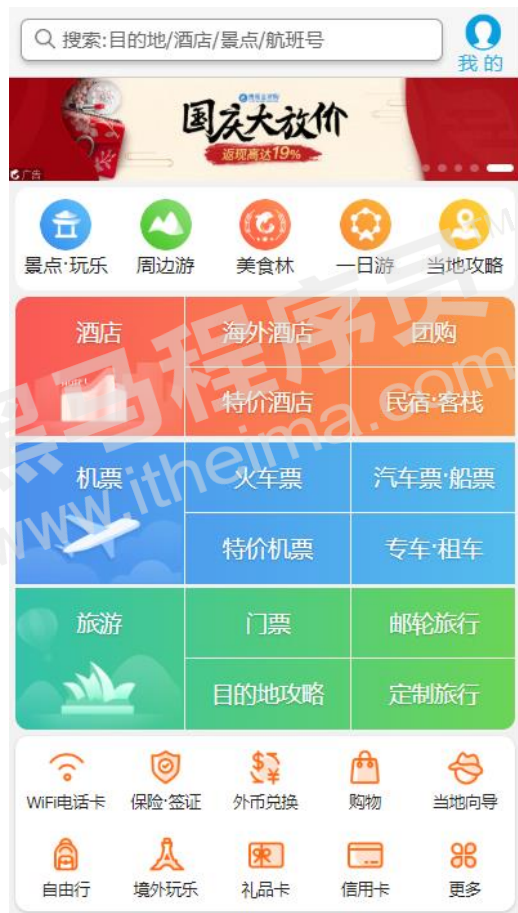 搜索:目的地/酒店/景点/航班号
我的
国庆大放价
返现高达19%
广告
景点·玩乐
周边游
美食林
一日游
当地攻略
酒店
海外酒店
团购
特价酒店
民宿·客栈
机票
火车票
汽车票·船票
特价机票
专车·租车
旅游
门票
邮轮旅行
目的地攻略
定制旅行
WiFi电话卡
保险·签证
外币兑换
购物
当地向导
自由行
境外玩乐
礼品卡
信用卡
更多
黑马程序员™
www.itheima.com